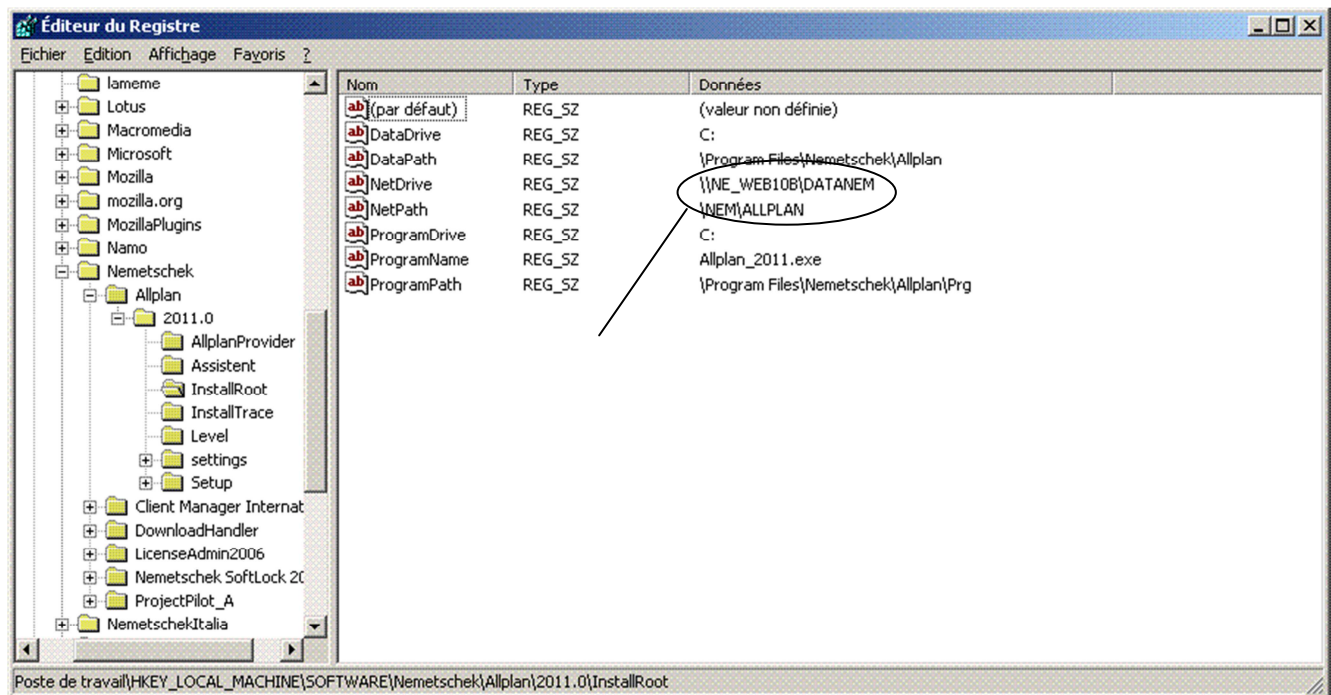 Éditeur du Registre
Fichier Edition Affichage Favoris ?
lameme
Lotus
Macromedia
Microsoft
Mozilla
mozilla.org
MozillaPlugins
Namo
Nemetschek
Allplan
2011.0
AllplanProvider
Assistent
InstallRoot
InstallTrace
Level
settings
Setup
Client Manager Internat
DownloadHandler
LicenseAdmin2006
Nemetschek SoftLock 20
ProjectPilot_A
NemetschekItalia
Nom Type Données
(par défaut) REG_SZ (valeur non définie)
DataDrive REG_SZ C:
DataPath REG_SZ \Program Files\Nemetschek\Allplan
NetDrive REG_SZ \\NE_WEB10B\DATANEM
NetPath REG_SZ \NEM\ALLPLAN
ProgramDrive REG_SZ C:
ProgramName REG_SZ Allplan_2011.exe
ProgramPath REG_SZ \Program Files\Nemetschek\Allplan\Prg
Poste de travail\HKEY_LOCAL_MACHINE\SOFTWARE\Nemetschek\Allplan\2011.0\InstallRoot